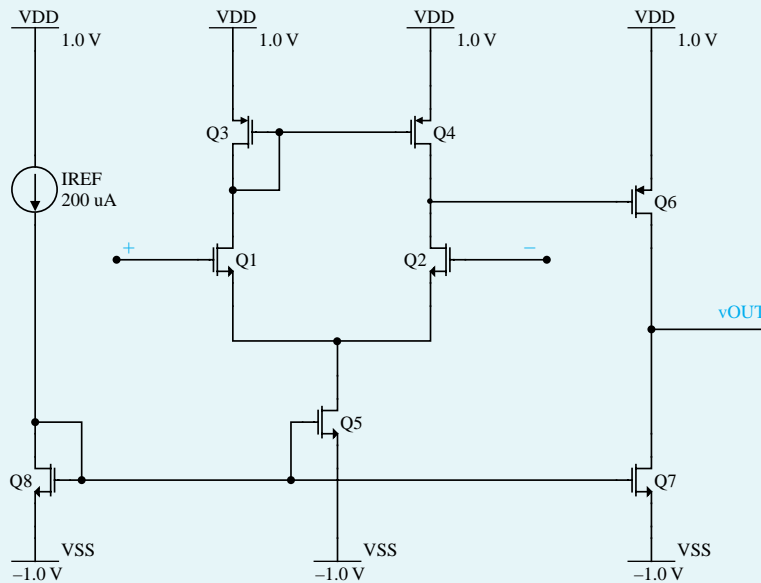 VDD
1.0 V
VDD
1.0 V
VDD
1.0 V
VDD
1.0 V
Q3
Q4
IREF
200 uA
Q6
+
Q1
Q2
−
vOUT
Q5
Q8
Q7
VSS
−1.0 V
VSS
−1.0 V
VSS
−1.0 V